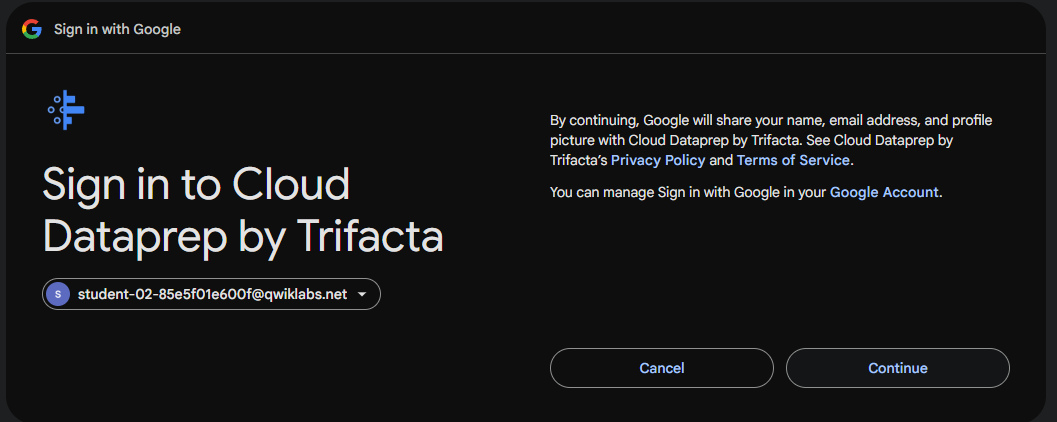 Sign in with Google
Sign in to Cloud
Dataprep by Trifacta
S
student-02-85e5f01e600f@qwiklabs.net
By continuing, Google will share your name, email address, and profile
picture with Cloud Dataprep by Trifacta. See Cloud Dataprep by
Trifacta’s Privacy Policy and Terms of Service.
You can manage Sign in with Google in your Google Account.
Cancel
Continue